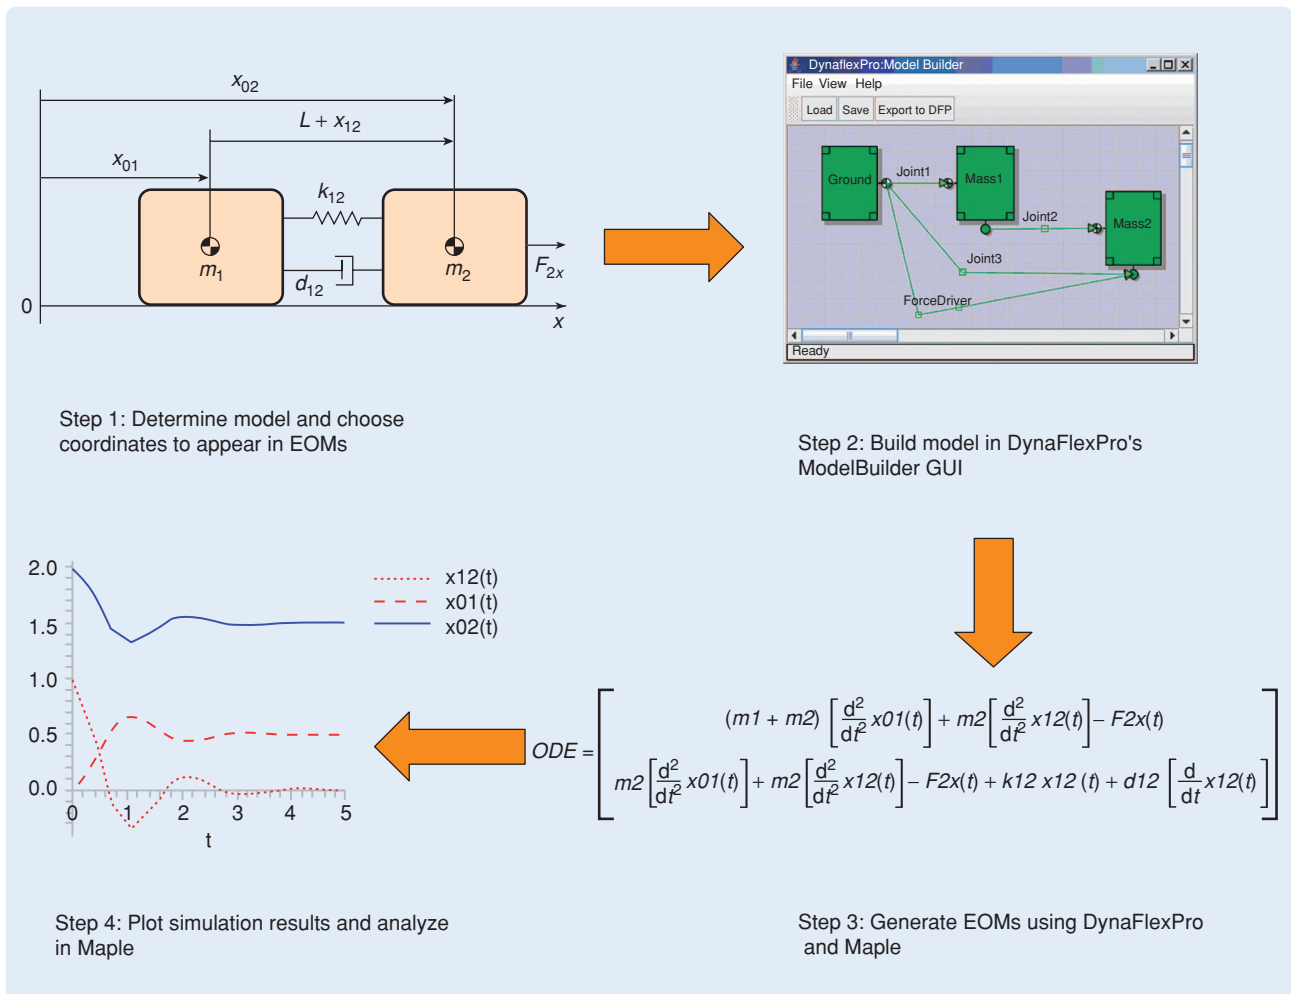 x02
L + x12
x01
k12
m1
d12
m2
F2x
0
x
Step 1: Determine model and choose
coordinates to appear in EOMs
DynaflexPro:Model Builder
File View Help
Load Save Export to DFP
Ground
Joint1
Mass1
Joint2
Mass2
Joint3
ForceDriver
Ready
Step 2: Build model in DynaFlexPro's
ModelBuilder GUI
2.0
1.5
1.0
0.5
0.0
0 1 2 3 4 5
t
x12(t)
x01(t)
x02(t)
Step 4: Plot simulation results and analyze
in Maple
ODE =
(m1 + m2) [d²/dt² x01(t)] + m2 [d²/dt² x12(t)] – F2x(t)
m2 [d²/dt² x01(t)] + m2 [d²/dt² x12(t)] – F2x(t) + k12 x12 (t) + d12 [d/dt x12(t)]
Step 3: Generate EOMs using DynaFlexPro
and Maple